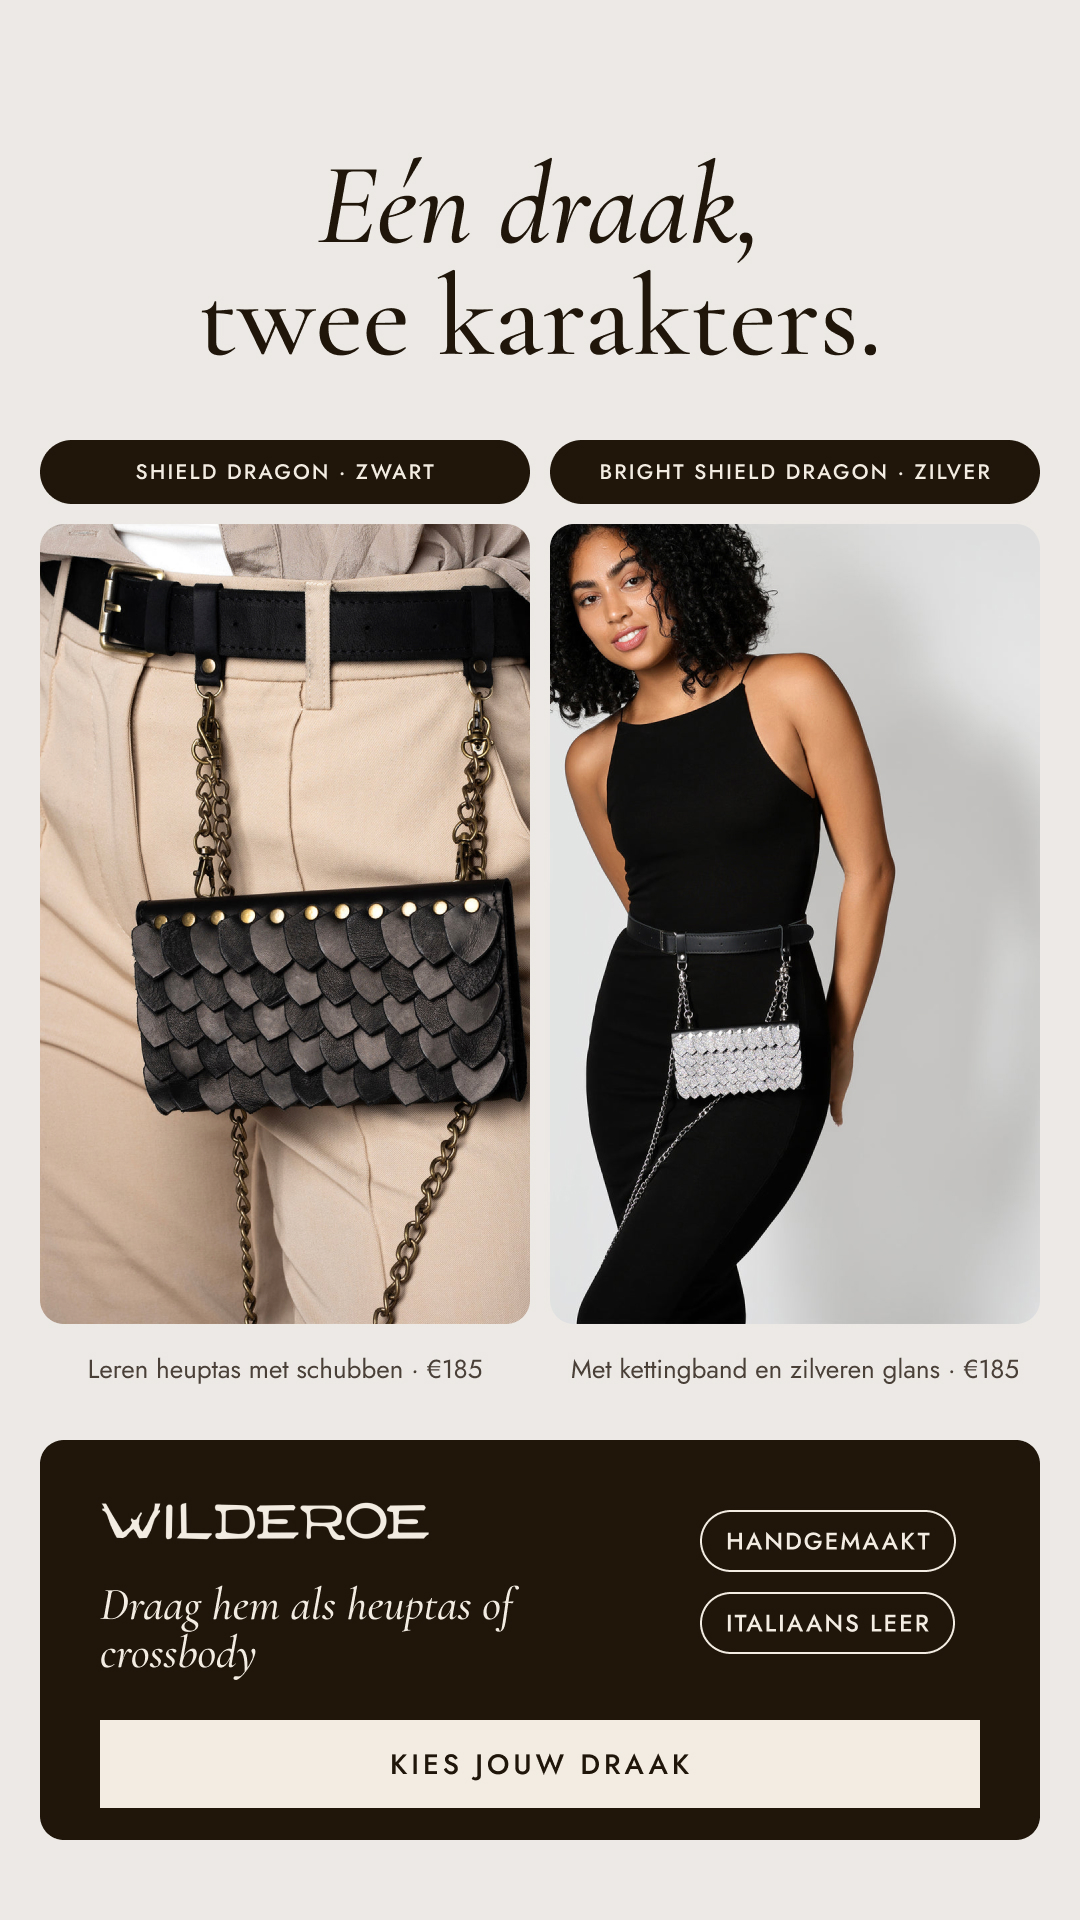 Eén draak,
twee karakters.
SHIELD DRAGON · ZWART
BRIGHT SHIELD DRAGON · ZILVER
Leren heuptas met schubben · €185
Met kettingband en zilveren glans · €185
WILDEROE
Draag hem als heuptas of
crossbody
HANDGEMAAKT
ITALIAANS LEER
KIES JOUW DRAAK